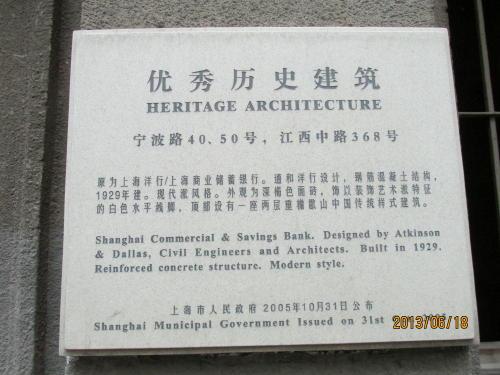 优秀历史建筑
HERITAGE ARCHITECTURE
宁波路40、50号，江西中路368号
原为上海洋行/上海商业储蓄银行。通和洋行设计，钢筋混凝土结构，
1929年建。现代派风格。外观为深褐色面砖，饰以装饰艺术派特征
的白色水平线脚，顶部设有一座两层重檐歇山中国传统样式建筑。
Shanghai Commercial & Savings Bank. Designed by Atkinson
& Dallas, Civil Engineers and Architects. Built in 1929.
Reinforced concrete structure. Modern style.
上海市人民政府 2005年10月31日公布
Shanghai Municipal Government Issued on 31st
2013/06/18